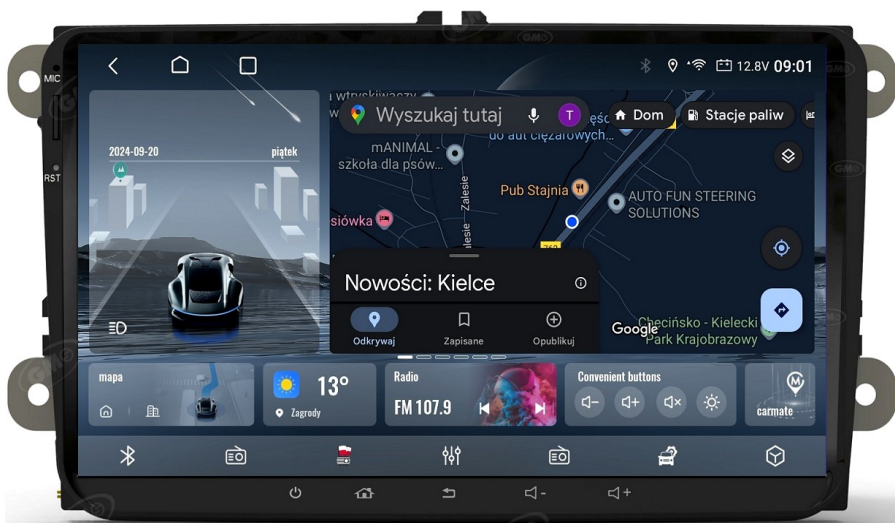 GMO
MIC
RST
12.8V 09:01
2024-09-20 piątek
Wyszukaj tutaj
T
Dom
Stacje paliw
do aut ciężarowych...
mANIMAL -
szkoła dla psów...
Zalesie
Zalesie
Pub Stajnia
AUTO FUN STEERING
SOLUTIONS
Nowości: Kielce
Odkrywaj
Zapisane
Opublikuj
Google
Chęcińsko - Kielecki
Park Krajobrazowy
mapa
13°
Zagrody
Radio
FM 107.9
Convenient buttons
M
carmate